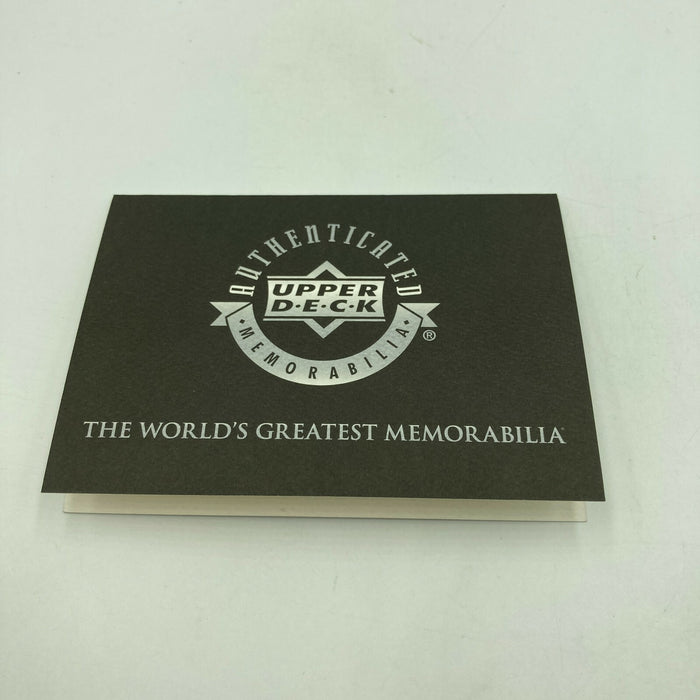 AUTHENTICATED
UPPER
D·E·C·K
MEMORABILIA
®
THE WORLD'S GREATEST MEMORABILIA